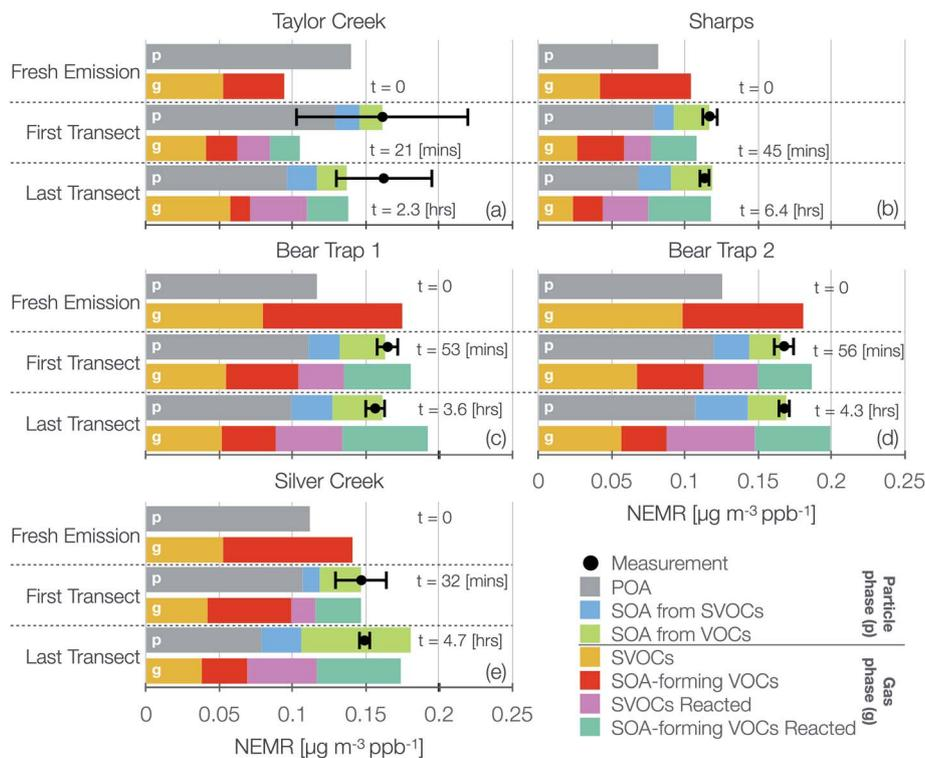 Taylor Creek
Sharps
Fresh Emission
p
g
t = 0
p
g
t = 0
First Transect
p
g
t = 21 [mins]
p
g
t = 45 [mins]
Last Transect
p
g
t = 2.3 [hrs]
(a)
p
g
t = 6.4 [hrs]
(b)
Bear Trap 1
Bear Trap 2
Fresh Emission
p
g
t = 0
p
g
t = 0
First Transect
p
g
t = 53 [mins]
p
g
t = 56 [mins]
Last Transect
p
g
t = 3.6 [hrs]
(c)
p
g
t = 4.3 [hrs]
(d)
0 0.05 0.1 0.15 0.2 0.25
NEMR [µg m-3 ppb-1]
Silver Creek
Fresh Emission
p
g
t = 0
First Transect
p
g
t = 32 [mins]
Last Transect
p
g
t = 4.7 [hrs]
(e)
0 0.05 0.1 0.15 0.2 0.25
NEMR [µg m-3 ppb-1]
Measurement
POA
SOA from SVOCs
SOA from VOCs
Particle
phase (p)
SVOCs
SOA-forming VOCs
SVOCs Reacted
SOA-forming VOCs Reacted
Gas
phase (g)